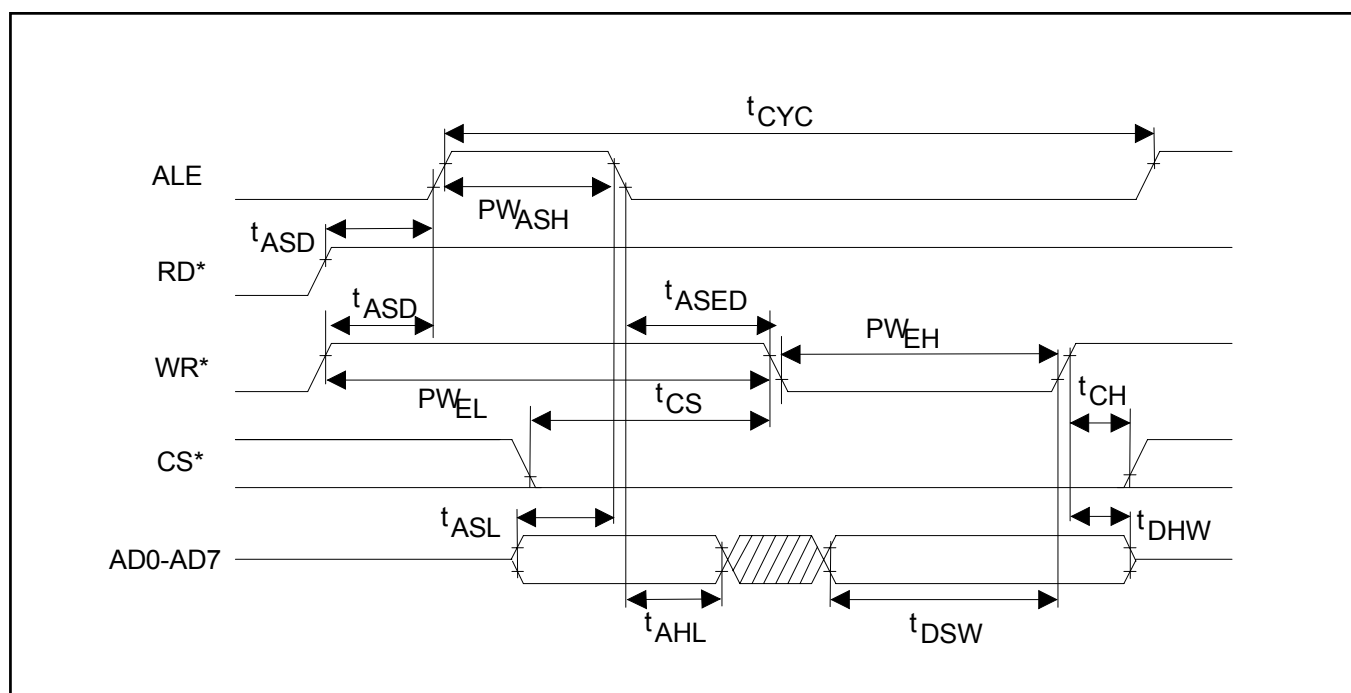 tCYC
ALE
PWASH
tASD
RD*
tASD
tASED
PWEH
WR*
PWEL
tCS
tCH
CS*
tASL
tDHW
AD0-AD7
tAHL
tDSW